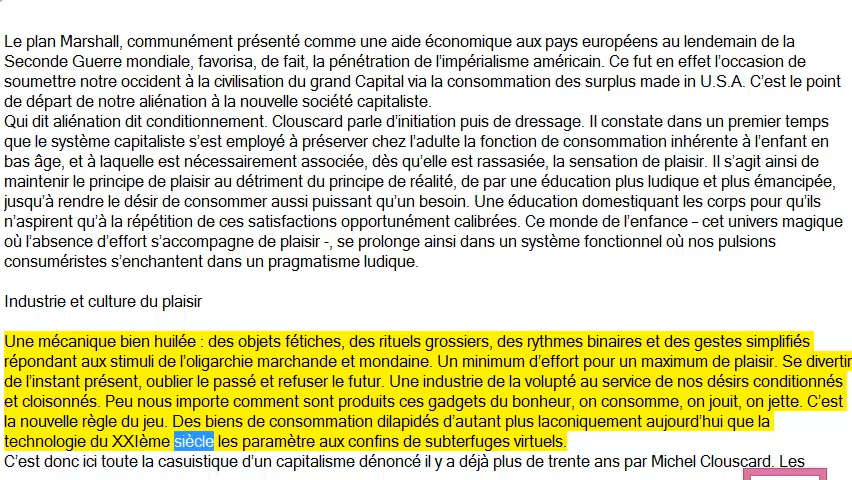 Le plan Marshall, communément présenté comme une aide économique aux pays européens au lendemain de la
Seconde Guerre mondiale, favorisa, de fait, la pénétration de l’impérialisme américain. Ce fut en effet l’occasion de
soumettre notre occident à la civilisation du grand Capital via la consommation des surplus made in U.S.A. C’est le point
de départ de notre aliénation à la nouvelle société capitaliste.
Qui dit aliénation dit conditionnement. Clouscard parle d’initiation puis de dressage. Il constate dans un premier temps
que le système capitaliste s’est employé à préserver chez l’adulte la fonction de consommation inhérente à l’enfant en
bas âge, et à laquelle est nécessairement associée, dès qu’elle est rassasiée, la sensation de plaisir. Il s’agit ainsi de
maintenir le principe de plaisir au détriment du principe de réalité, de par une éducation plus ludique et plus émancipée,
jusqu’à rendre le désir de consommer aussi puissant qu’un besoin. Une éducation domestiquant les corps pour qu’ils
n’aspirent qu’à la répétition de ces satisfactions opportunément calibrées. Ce monde de l’enfance – cet univers magique
où l’absence d’effort s’accompagne de plaisir -, se prolonge ainsi dans un système fonctionnel où nos pulsions
consuméristes s’enchantent dans un pragmatisme ludique.
Industrie et culture du plaisir
Une mécanique bien huilée : des objets fétiches, des rituels grossiers, des rythmes binaires et des gestes simplifiés
répondant aux stimuli de l’oligarchie marchande et mondaine. Un minimum d’effort pour un maximum de plaisir. Se divertir
de l’instant présent, oublier le passé et refuser le futur. Une industrie de la volupté au service de nos désirs conditionnés
et cloisonnés. Peu nous importe comment sont produits ces gadgets du bonheur, on consomme, on jouit, on jette. C’est
la nouvelle règle du jeu. Des biens de consommation dilapidés d’autant plus laconiquement aujourd’hui que la
technologie du XXIème siècle les paramètre aux confins de subterfuges virtuels.
C’est donc ici toute la casuistique d’un capitalisme dénoncé il y a déjà plus de trente ans par Michel Clouscard. Les